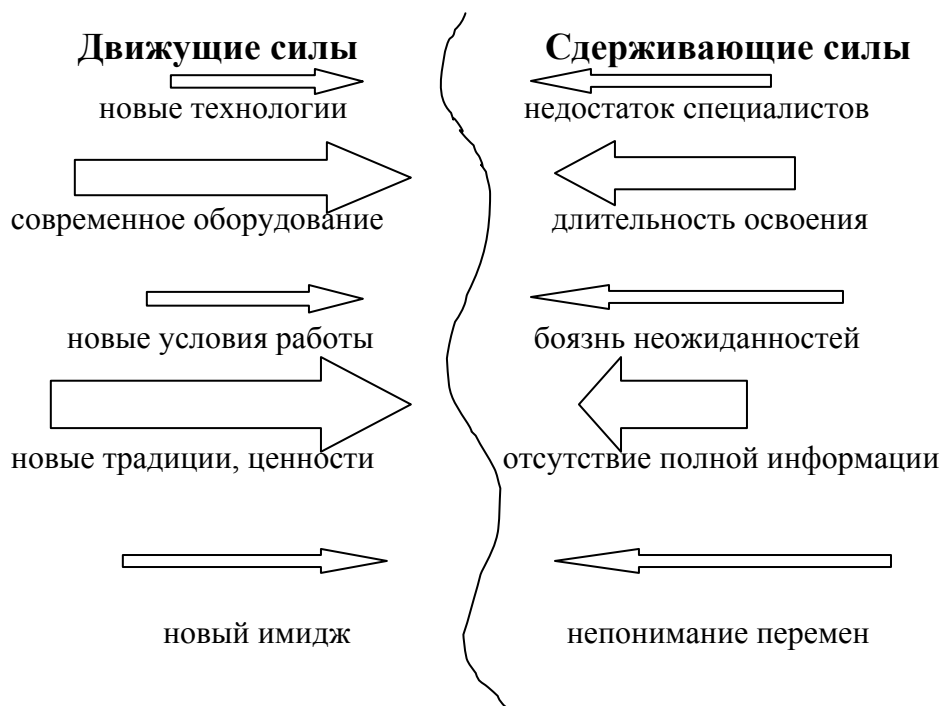 Движущие силы
Сдерживающие силы
новые технологии
недостаток специалистов
современное оборудование
длительность освоения
новые условия работы
боязнь неожиданностей
новые традиции, ценности
отсутствие полной информации
новый имидж
непонимание перемен